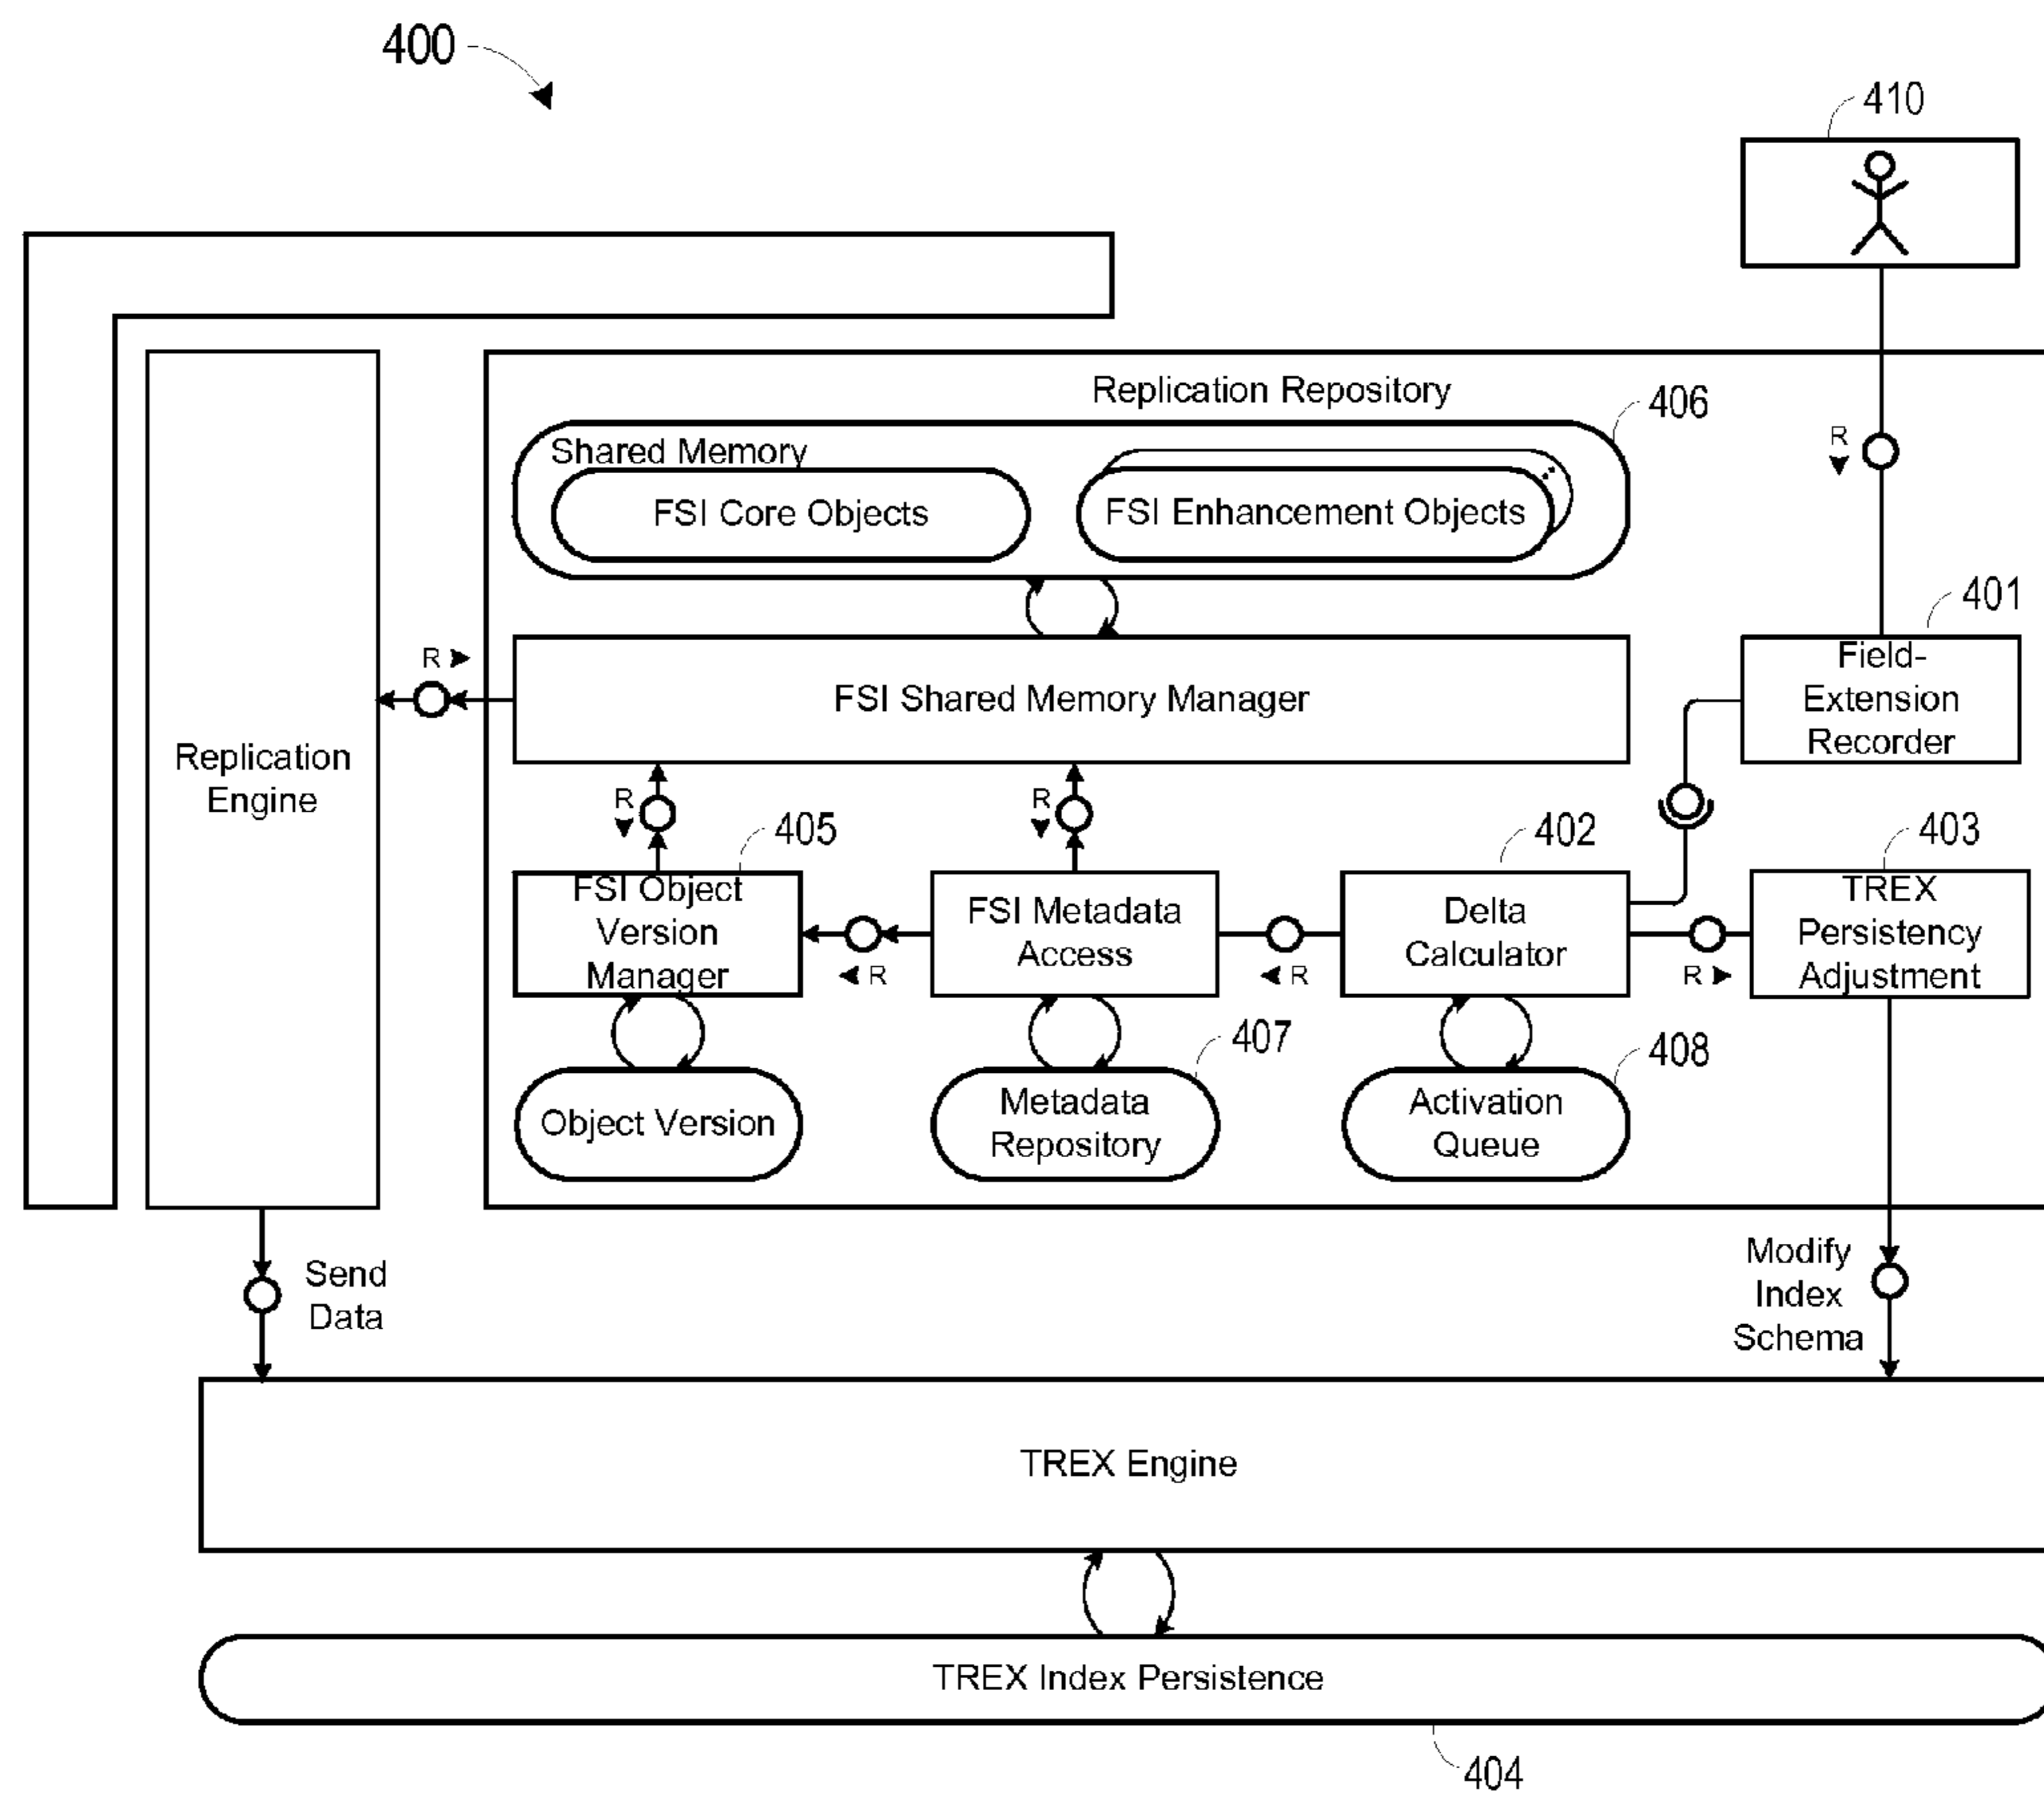 400
410
Replication Repository
406
Shared Memory
FSI Core Objects
FSI Enhancement Objects
R
401
Field-
Extension
Recorder
R
FSI Shared Memory Manager
Replication
Engine
R
R
405
402
403
FSI Object
Version
Manager
FSI Metadata
Access
Delta
Calculator
TREX
Persistency
Adjustment
R
R
R
407
408
Object Version
Metadata
Repository
Activation
Queue
Send
Data
Modify
Index
Schema
TREX Engine
TREX Index Persistence
404